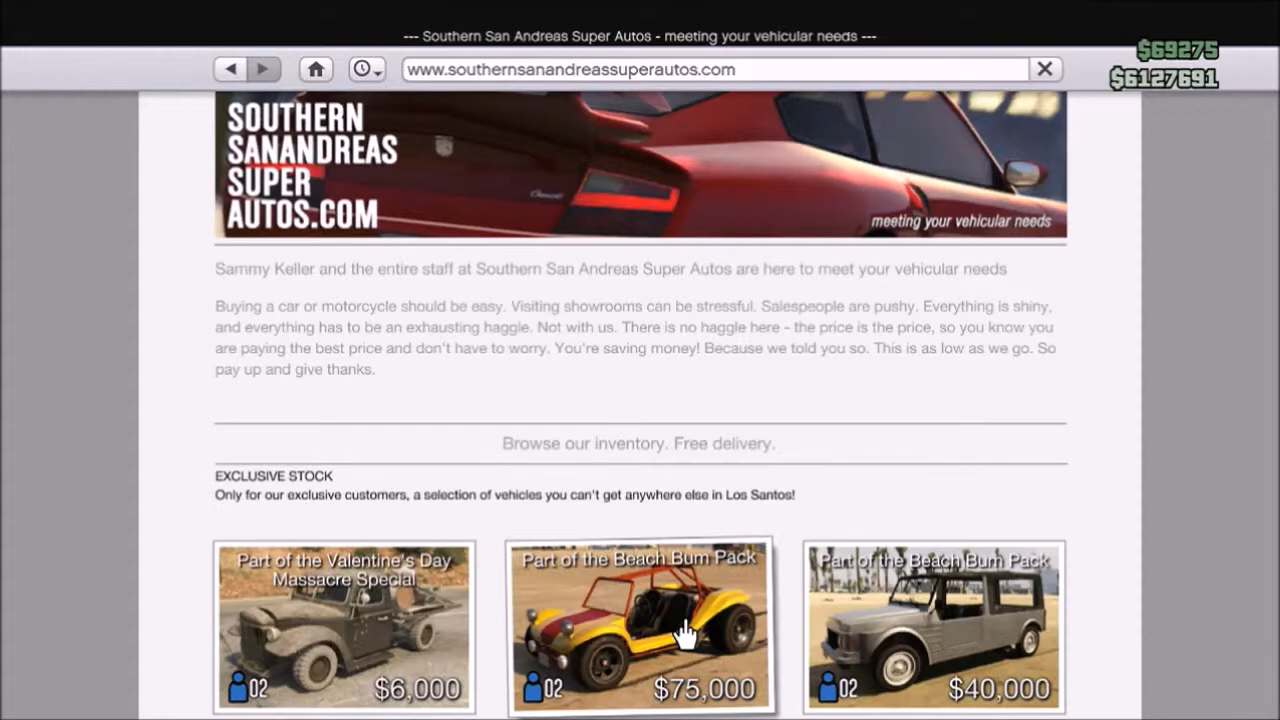 --- Southern San Andreas Super Autos - meeting your vehicular needs ---
$69275
www.southernsanandreassuperautos.com
$6127691
SOUTHERN
SANANDREAS
SUPER
AUTOS.COM
meeting your vehicular needs
Sammy Keller and the entire staff at Southern San Andreas Super Autos are here to meet your vehicular needs
Buying a car or motorcycle should be easy. Visiting showrooms can be stressful. Salespeople are pushy. Everything is shiny,
and everything has to be an exhausting haggle. Not with us. There is no haggle here - the price is the price, so you know you
are paying the best price and don't have to worry. You're saving money! Because we told you so. This is as low as we go. So
pay up and give thanks.
Browse our inventory. Free delivery.
EXCLUSIVE STOCK
Only for our exclusive customers, a selection of vehicles you can't get anywhere else in Los Santos!
Part of the Valentine's Day
Massacre Special
02 $6,000
Part of the Beach Bum Pack
02 $75,000
Part of the Beach Bum Pack
02 $40,000